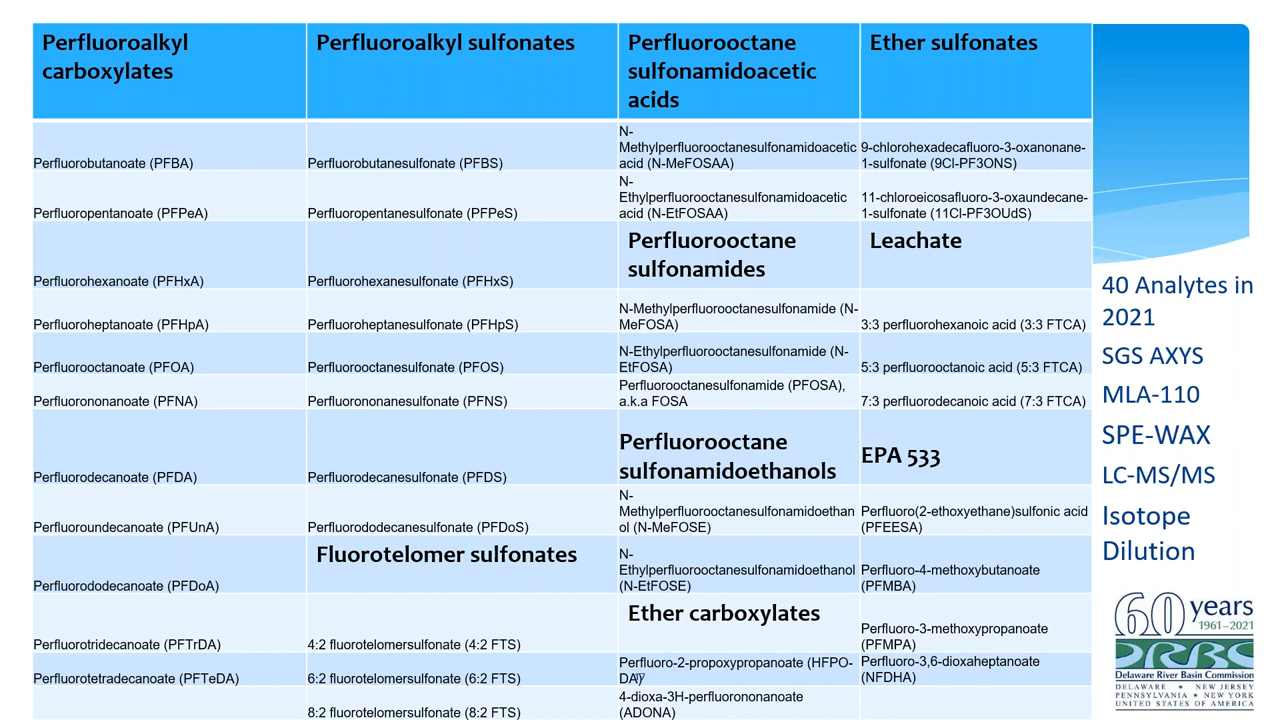 Perfluoroalkyl
carboxylates
Perfluoroalkyl sulfonates
Perfluorooctane
sulfonamidoacetic
acids
Ether sulfonates
Perfluorobutanoate (PFBA)
Perfluorobutanesulfonate (PFBS)
N-
Methylperfluorooctanesulfonamidoacetic
acid (N-MeFOSAA)
9-chlorohexadecafluoro-3-oxanonane-
1-sulfonate (9Cl-PF3ONS)
Perfluoropentanoate (PFPeA)
Perfluoropentanesulfonate (PFPeS)
N-
Ethylperfluorooctanesulfonamidoacetic
acid (N-EtFOSAA)
11-chloroeicosafluoro-3-oxaundecane-
1-sulfonate (11Cl-PF3OUdS)
Perfluorohexanoate (PFHxA)
Perfluorohexanesulfonate (PFHxS)
Perfluorooctane
sulfonamides
Leachate
Perfluoroheptanoate (PFHpA)
Perfluoroheptanesulfonate (PFHpS)
N-Methylperfluorooctanesulfonamide (N-
MeFOSA)
3:3 perfluorohexanoic acid (3:3 FTCA)
Perfluorooctanoate (PFOA)
Perfluorooctanesulfonate (PFOS)
N-Ethylperfluorooctanesulfonamide (N-
EtFOSA)
5:3 perfluorooctanoic acid (5:3 FTCA)
Perfluorononanoate (PFNA)
Perfluorononanesulfonate (PFNS)
Perfluorooctanesulfonamide (PFOSA),
a.k.a FOSA
7:3 perfluorodecanoic acid (7:3 FTCA)
Perfluorodecanoate (PFDA)
Perfluorodecanesulfonate (PFDS)
Perfluorooctane
sulfonamidoethanols
EPA 533
Perfluoroundecanoate (PFUnA)
Perfluorododecanesulfonate (PFDoS)
N-
Methylperfluorooctanesulfonamidoethan
ol (N-MeFOSE)
Perfluoro(2-ethoxyethane)sulfonic acid
(PFEESA)
Perfluorododecanoate (PFDoA)
Fluorotelomer sulfonates
N-
Ethylperfluorooctanesulfonamidoethanol
(N-EtFOSE)
Perfluoro-4-methoxybutanoate
(PFMBA)
Perfluorotridecanoate (PFTrDA)
4:2 fluorotelomersulfonate (4:2 FTS)
Ether carboxylates
Perfluoro-3-methoxypropanoate
(PFMPA)
Perfluorotetradecanoate (PFTeDA)
6:2 fluorotelomersulfonate (6:2 FTS)
Perfluoro-2-propoxypropanoate (HFPO-
DA)
Perfluoro-3,6-dioxaheptanoate
(NFDHA)
8:2 fluorotelomersulfonate (8:2 FTS)
4-dioxa-3H-perfluorononanoate
(ADONA)
40 Analytes in
2021
SGS AXYS
MLA-110
SPE-WAX
LC-MS/MS
Isotope
Dilution
60 years
1961–2021
DRBC
Delaware River Basin Commission
DELAWARE • NEW JERSEY
PENNSYLVANIA • NEW YORK
UNITED STATES OF AMERICA